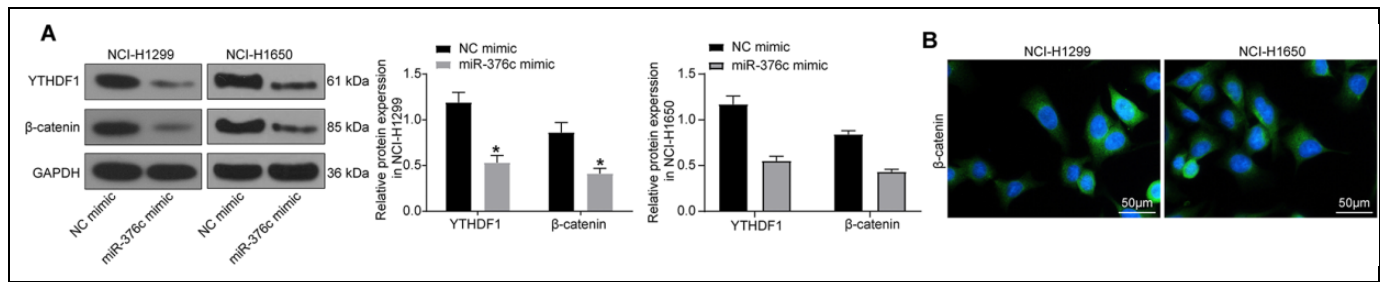 A
NCI-H1299 NCI-H1650
YTHDF1 61 kDa
β-catenin 85 kDa
GAPDH 36 kDa
NC mimic
miR-376c mimic
NC mimic
miR-376c mimic
NC mimic
miR-376c mimic
Relative protein experssion
in NCI-H1299
1.5
1.0
0.5
0.0
*
*
YTHDF1 β-catenin
NC mimic
miR-376c mimic
Relative protein expression
in NCI-H1650
1.5
1.0
0.5
0.0
YTHDF1 β-catenin
B
NCI-H1299 NCI-H1650
β-catenin
50μm 50μm